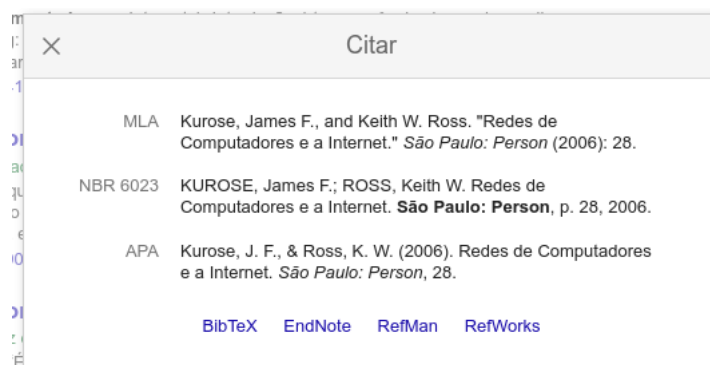 Citar
MLA
Kurose, James F., and Keith W. Ross. "Redes de
Computadores e a Internet." São Paulo: Person (2006): 28.
NBR 6023
KUROSE, James F.; ROSS, Keith W. Redes de
Computadores e a Internet. São Paulo: Person, p. 28, 2006.
APA
Kurose, J. F., & Ross, K. W. (2006). Redes de Computadores
e a Internet. São Paulo: Person, 28.
BibTeX EndNote RefMan RefWorks